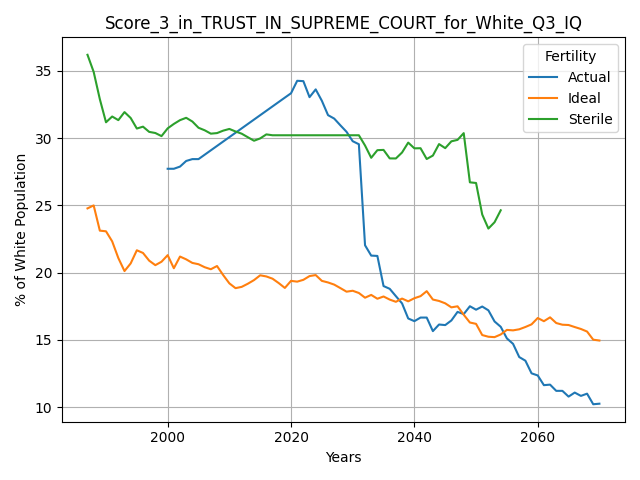 Score_3_in_TRUST_IN_SUPREME_COURT_for_White_Q3_IQ
Fertility
Actual
Ideal
Sterile
% of White Population
35
30
25
20
15
10
2000 2020 2040 2060
Years